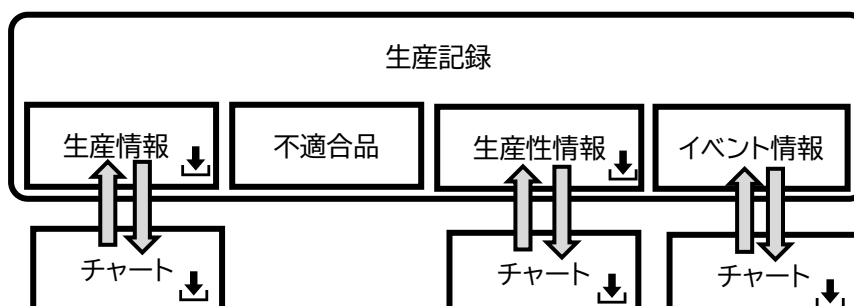 生産記録
生産情報
不適合品
生産性情報
イベント情報
チャート
チャート
チャート